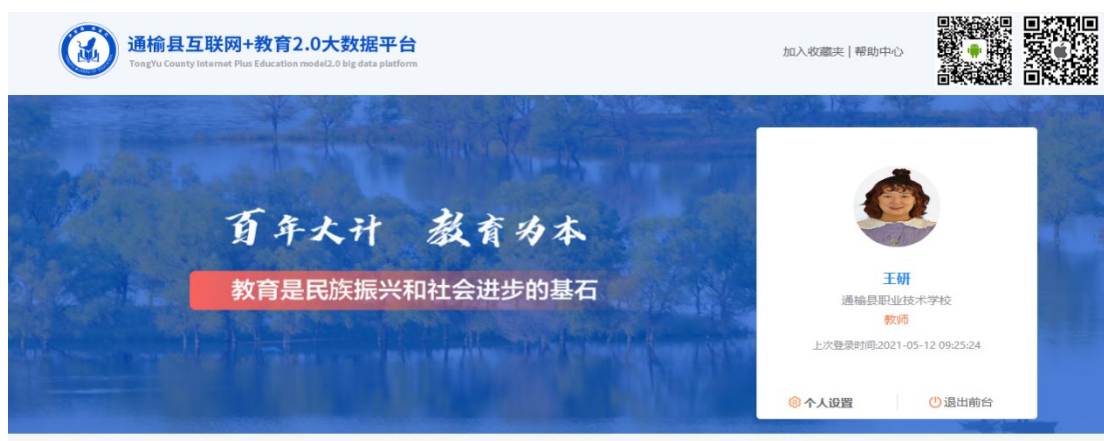 通榆县互联网+教育2.0大数据平台
TongYu County Internet Plus Education model2.0 big data platform
加入收藏夹 | 帮助中心
百年大计 教育为本
教育是民族振兴和社会进步的基石
王研
通榆县职业技术学校
教师
上次登录时间:2021-05-12 09:25:24
个人设置
退出前台